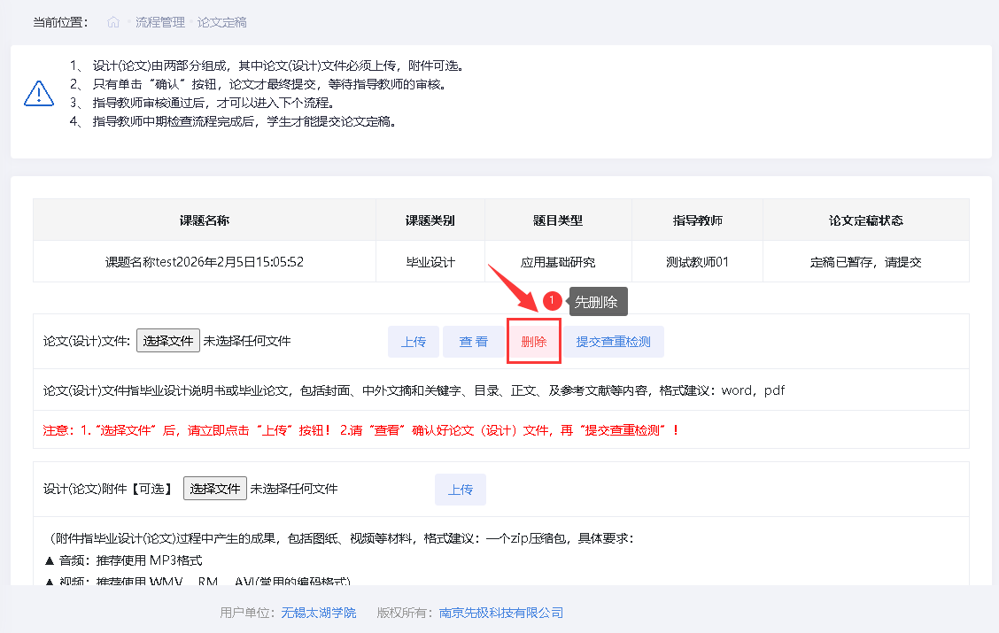 当前位置： 流程管理 论文定稿
1、 设计(论文)由两部分组成，其中论文(设计)文件必须上传，附件可选。
2、 只有单击“确认”按钮，论文才最终提交，等待指导教师的审核。
3、 指导教师审核通过后，才可以进入下个流程。
4、 指导教师中期检查流程完成后，学生才能提交论文定稿。
课题名称 课题类别 题目类型 指导教师 论文定稿状态
课题名称test2026年2月5日15:05:52 毕业设计 应用基础研究 测试教师01 定稿已暂存，请提交
1 先删除
论文(设计)文件: 选择文件 未选择任何文件 上传 查 看 删除 提交查重检测
论文(设计)文件指毕业设计说明书或毕业论文，包括封面、中外文摘和关键字、目录、正文、及参考文献等内容，格式建议：word，pdf
注意：1.“选择文件”后，请立即点击“上传”按钮！ 2.请“查看”确认好论文（设计）文件，再“提交查重检测”！
设计(论文)附件【可选】 选择文件 未选择任何文件 上传
（附件指毕业设计(论文)过程中产生的成果，包括图纸、视频等材料，格式建议：一个zip压缩包，具体要求：
▲ 音频：推荐使用 MP3格式
▲ 视频：推荐使用 WMV、 RM、 AVI(常用的编码格式)
用户单位：无锡太湖学院 版权所有：南京先极科技有限公司